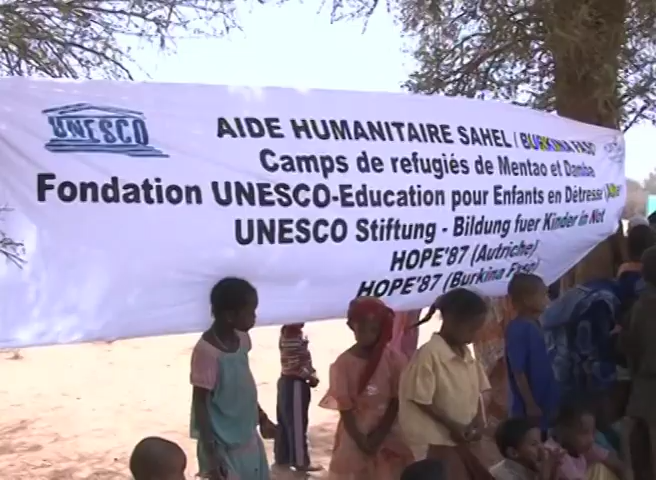 UNESCO
AIDE HUMANITAIRE SAHEL / BURKINA FASO
Camps de refugiés de Mentao et Damba
Fondation UNESCO-Education pour Enfants en Détresse
UNESCO Stiftung - Bildung fuer Kinder in Not
HOPE'87 (Autriche)
HOPE'87 (Burkina Faso)